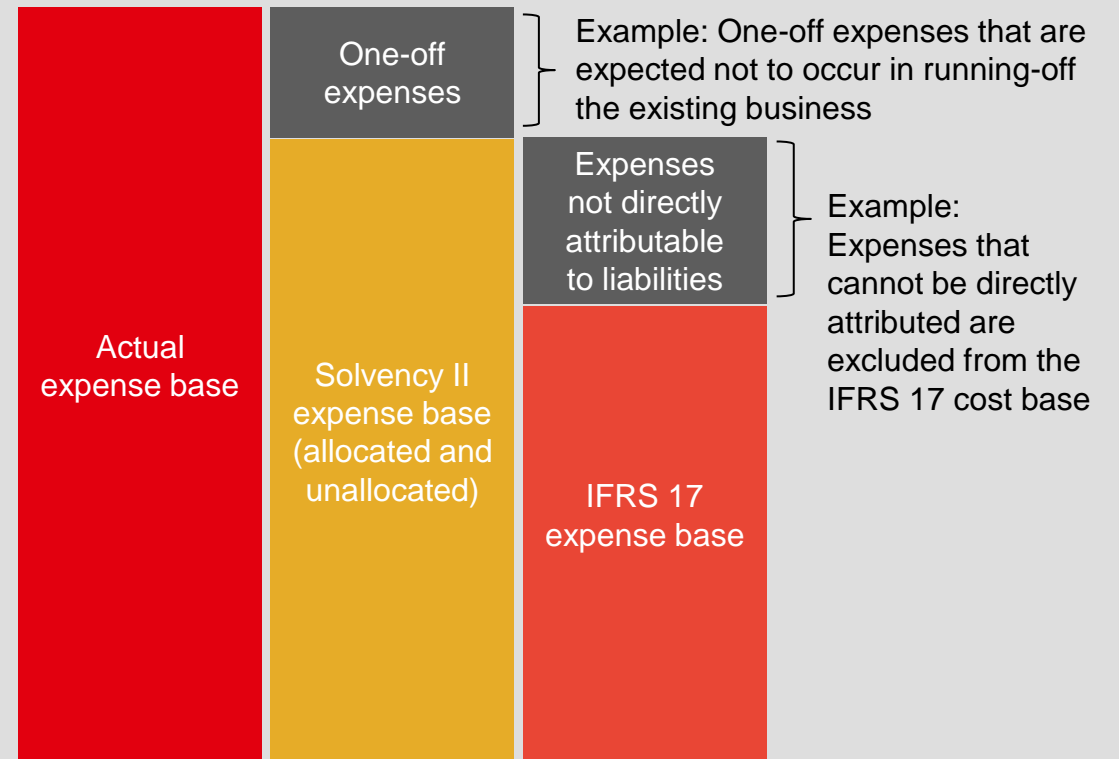 Actual
expense base
One-off
expenses
Example: One-off expenses that are
expected not to occur in running-off
the existing business
Solvency II
expense base
(allocated and
unallocated)
Expenses
not directly
attributable
to liabilities
Example:
Expenses that
cannot be directly
attributed are
excluded from the
IFRS 17 cost base
IFRS 17
expense base